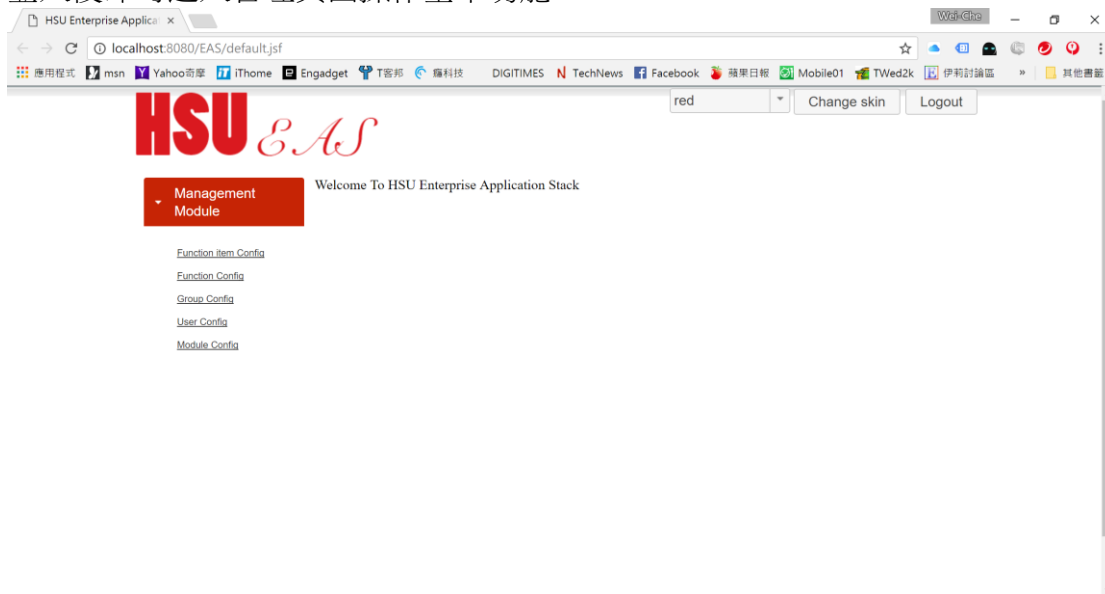 HSU Enterprise Applicat
Wei-Che
localhost:8080/EAS/default.jsf
應用程式 msn Yahoo奇摩 iThome Engadget T客邦 癮科技 DIGITIMES TechNews Facebook 蘋果日報 Mobile01 TWed2k 伊莉討論區 » 其他書籤
HSU EAS
red Change skin Logout
Management
Module
Welcome To HSU Enterprise Application Stack
Function item Config
Function Config
Group Config
User Config
Module Config